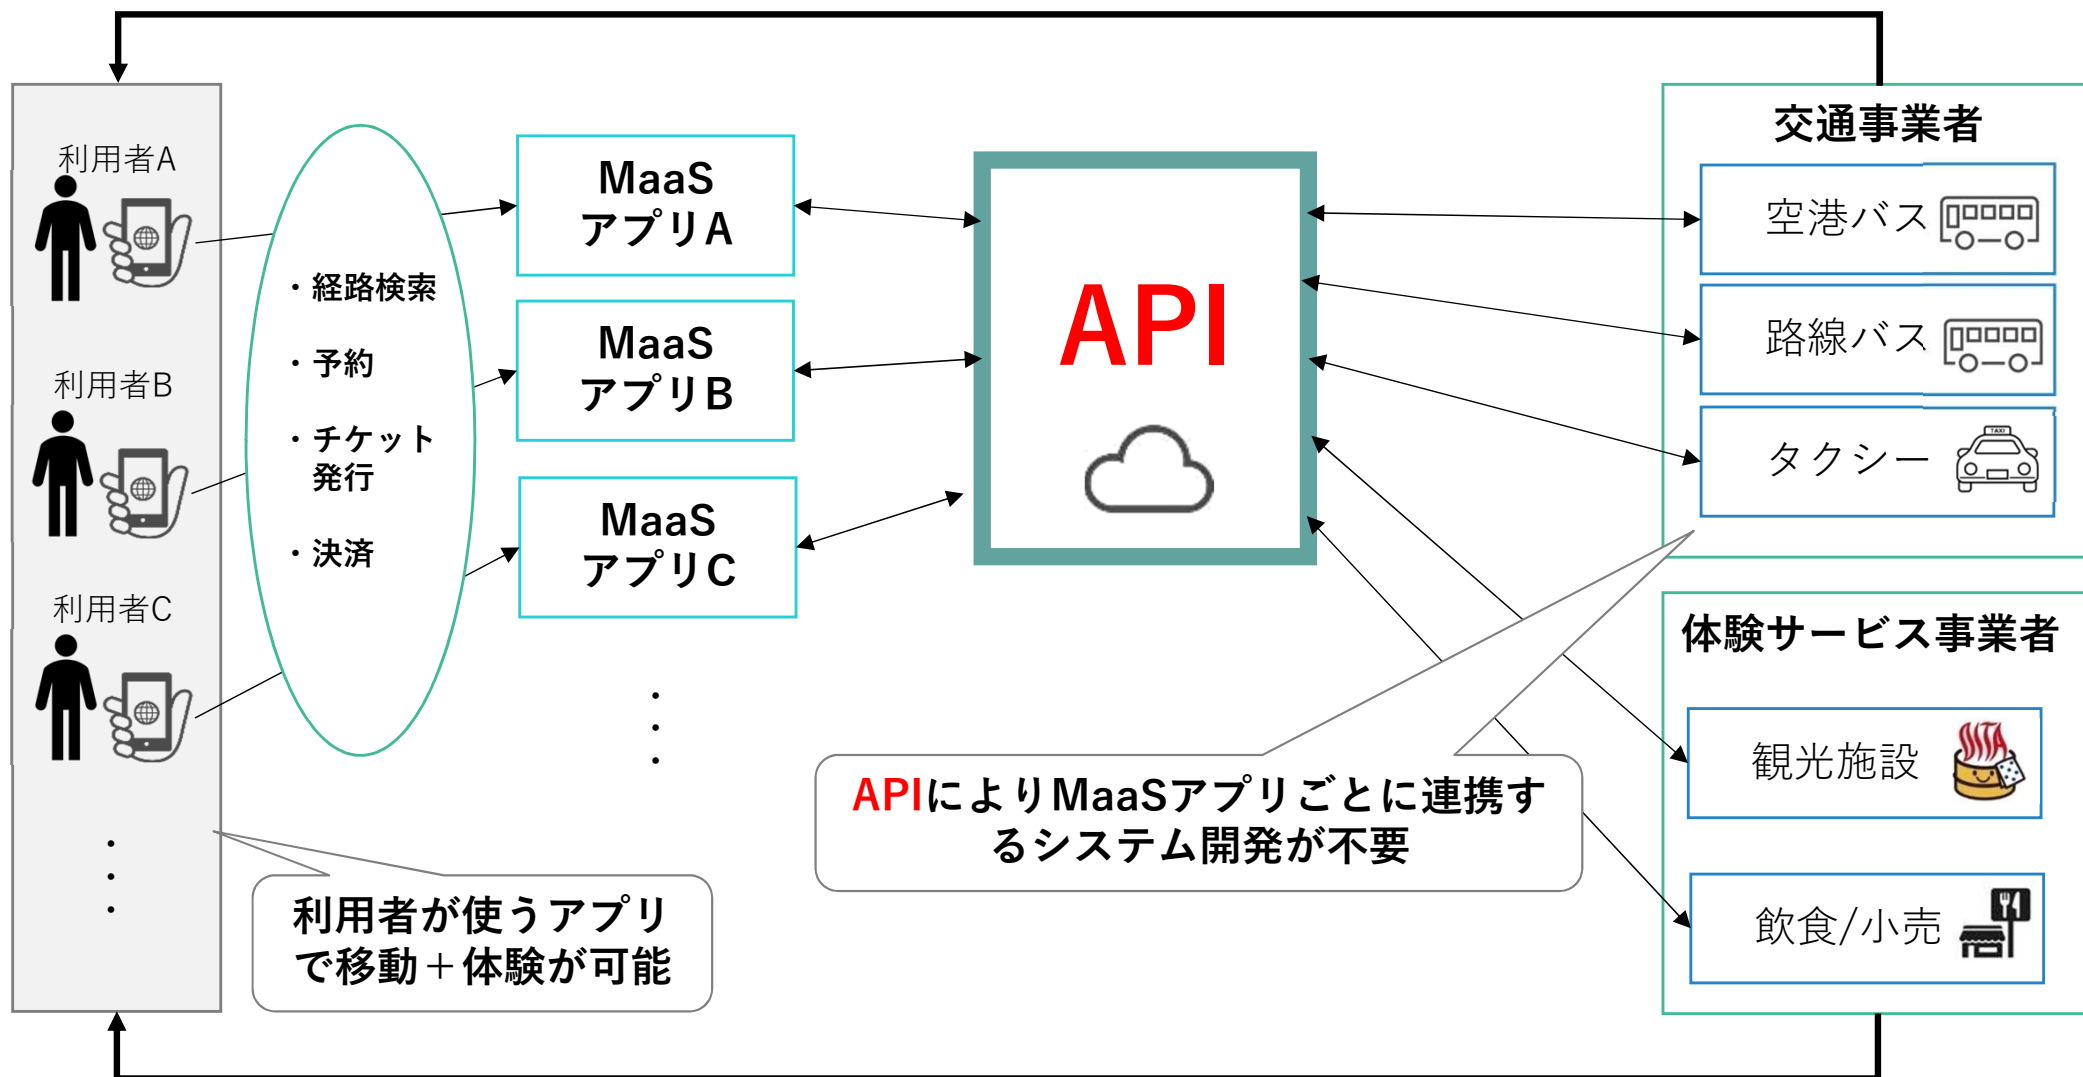 利用者A
利用者B
利用者C
・経路検索
・予約
・チケット
発行
・決済
MaaS
アプリA
MaaS
アプリB
MaaS
アプリC
API
交通事業者
空港バス
路線バス
タクシー
TAXI
体験サービス事業者
観光施設
OITA
飲食/小売
APIによりMaaSアプリごとに連携す
るシステム開発が不要
利用者が使うアプリ
で移動＋体験が可能